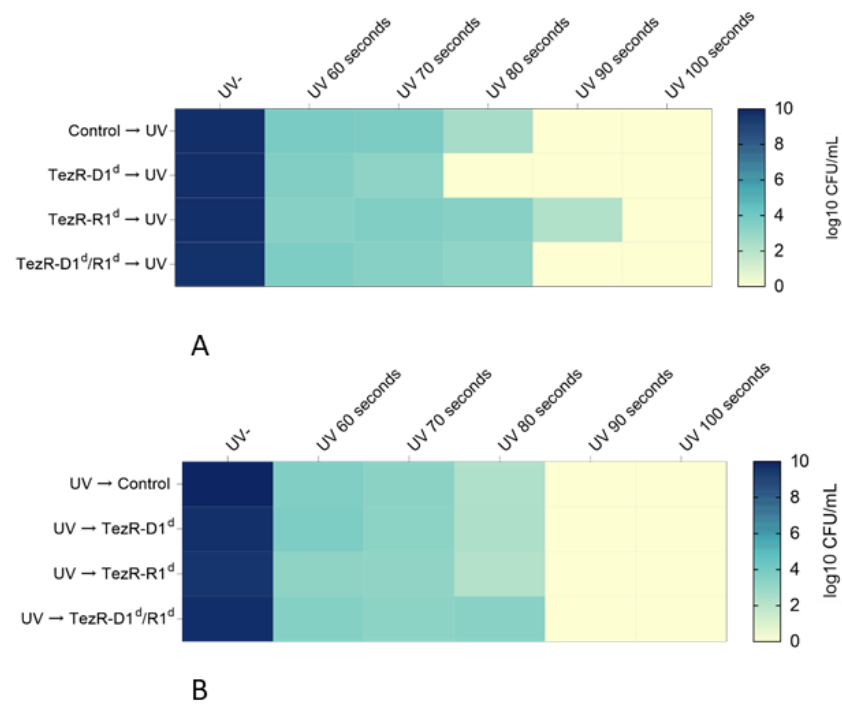 UV-
UV 60 seconds
UV 70 seconds
UV 80 seconds
UV 90 seconds
UV 100 seconds
Control → UV
TezR-D1ᵈ → UV
TezR-R1ᵈ → UV
TezR-D1ᵈ/R1ᵈ → UV
10
8
6
4
2
0
log10 CFU/mL
A
UV-
UV 60 seconds
UV 70 seconds
UV 80 seconds
UV 90 seconds
UV 100 seconds
UV → Control
UV → TezR-D1ᵈ
UV → TezR-R1ᵈ
UV → TezR-D1ᵈ/R1ᵈ
10
8
6
4
2
0
log10 CFU/mL
B